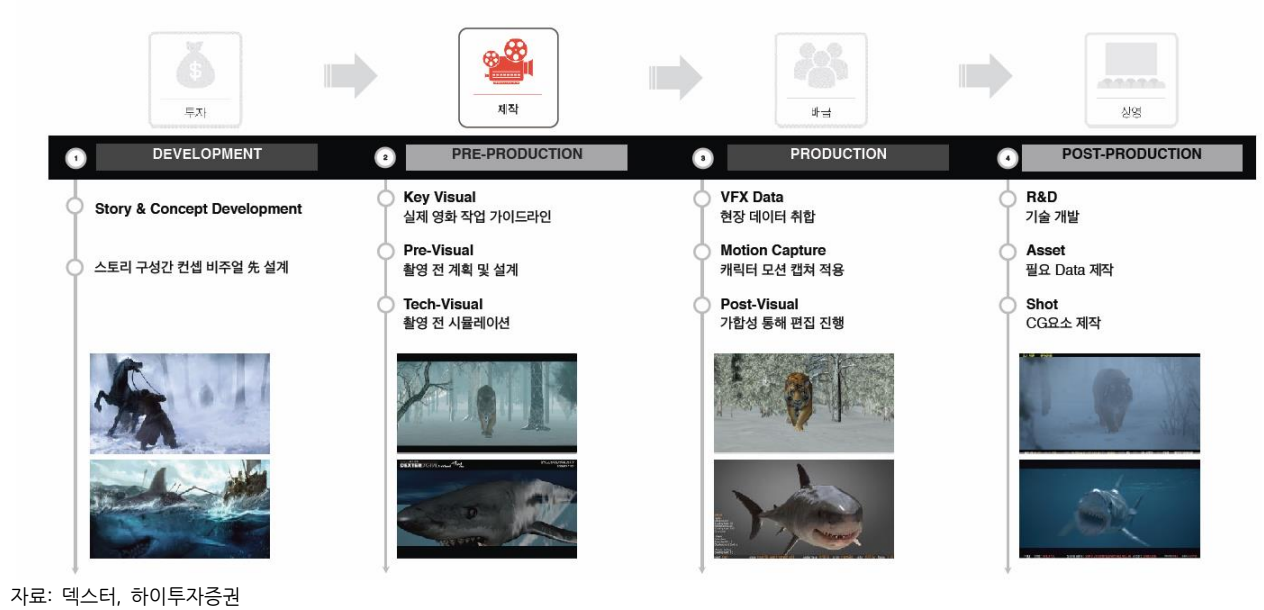 투자
제작
배급
상영
1 DEVELOPMENT
2 PRE-PRODUCTION
3 PRODUCTION
4 POST-PRODUCTION
Story & Concept Development
스토리 구성간 컨셉 비주얼 先 설계
Key Visual
실제 영화 작업 가이드라인
Pre-Visual
촬영 전 계획 및 설계
Tech-Visual
촬영 전 시뮬레이션
VFX Data
현장 데이터 취합
Motion Capture
캐릭터 모션 캡쳐 적용
Post-Visual
가합성 통해 편집 진행
R&D
기술 개발
Asset
필요 Data 제작
Shot
CG요소 제작
DEXTER
자료: 덱스터, 하이투자증권